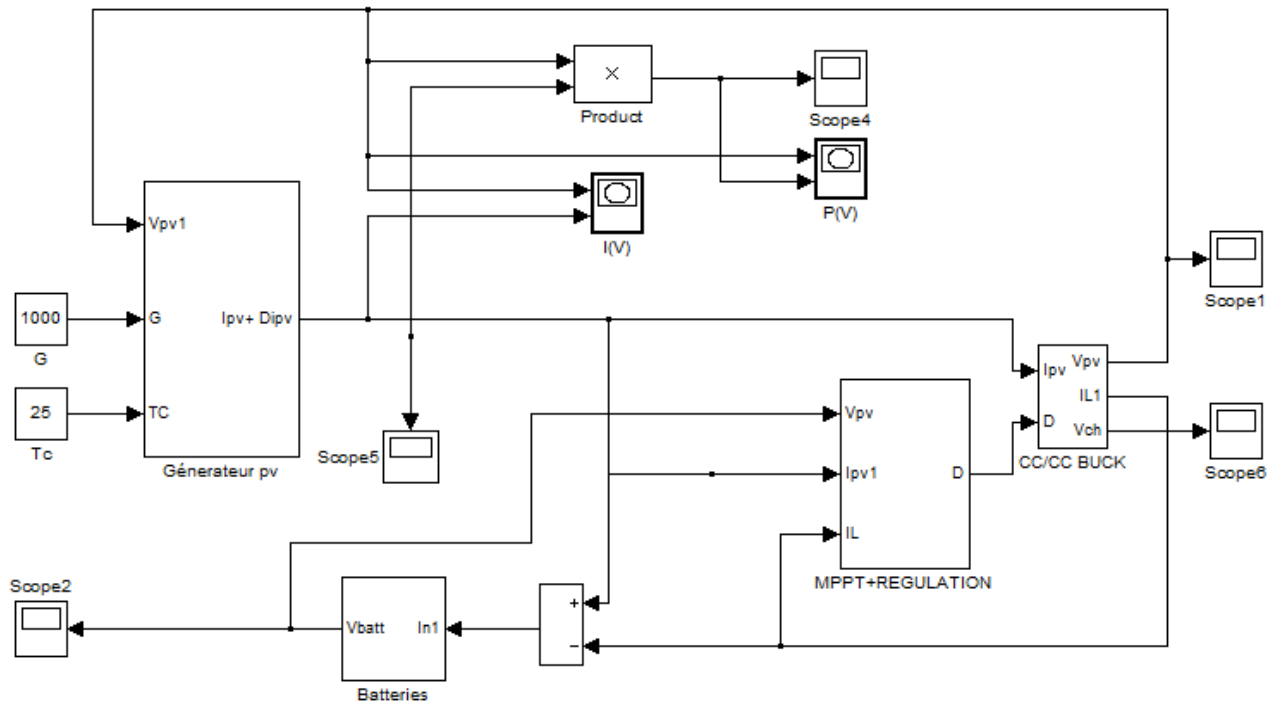 ×
Product
Scope4
P(V)
I(V)
Scope1
Vpv1
G
TC
Ipv+ Dipv
Génerateur pv
1000
G
25
Tc
Scope5
Vpv
Ipv1
IL
D
MPPT+REGULATION
Ipv
D
Vpv
IL1
Vch
CC/CC BUCK
Scope6
Scope2
Vbatt
In1
Batteries
+
−